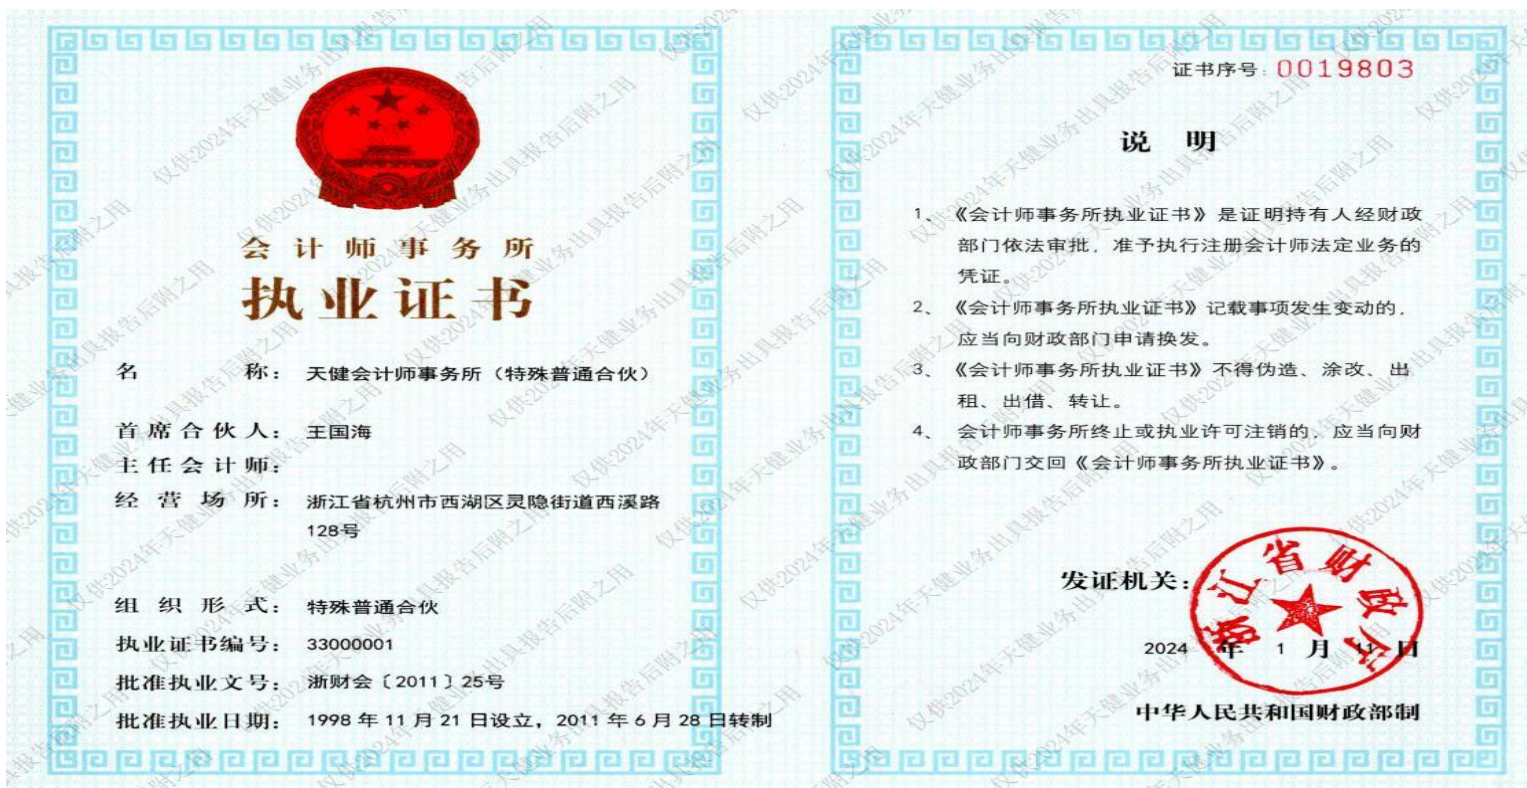 会计师事务所
执业证书
名 称：天健会计师事务所（特殊普通合伙）
首席合伙人：王国海
主任会计师：
经营场所：浙江省杭州市西湖区灵隐街道西溪路
128号
组织形式：特殊普通合伙
执业证书编号：33000001
批准执业文号：浙财会〔2011〕25号
批准执业日期：1998年11月21日设立，2011年6月28日转制
证书序号：0019803
说 明
1、《会计师事务所执业证书》是证明持有人经财政
部门依法审批，准予执行注册会计师法定业务的
凭证。
2、《会计师事务所执业证书》记载事项发生变动的，
应当向财政部门申请换发。
3、《会计师事务所执业证书》不得伪造、涂改、出
租、出借、转让。
4、会计师事务所终止或执业许可注销的，应当向财
政部门交回《会计师事务所执业证书》。
发证机关：
浙江省财政厅
2024年1月11日
中华人民共和国财政部制
仅供2024年天健业务出具报告后附之用